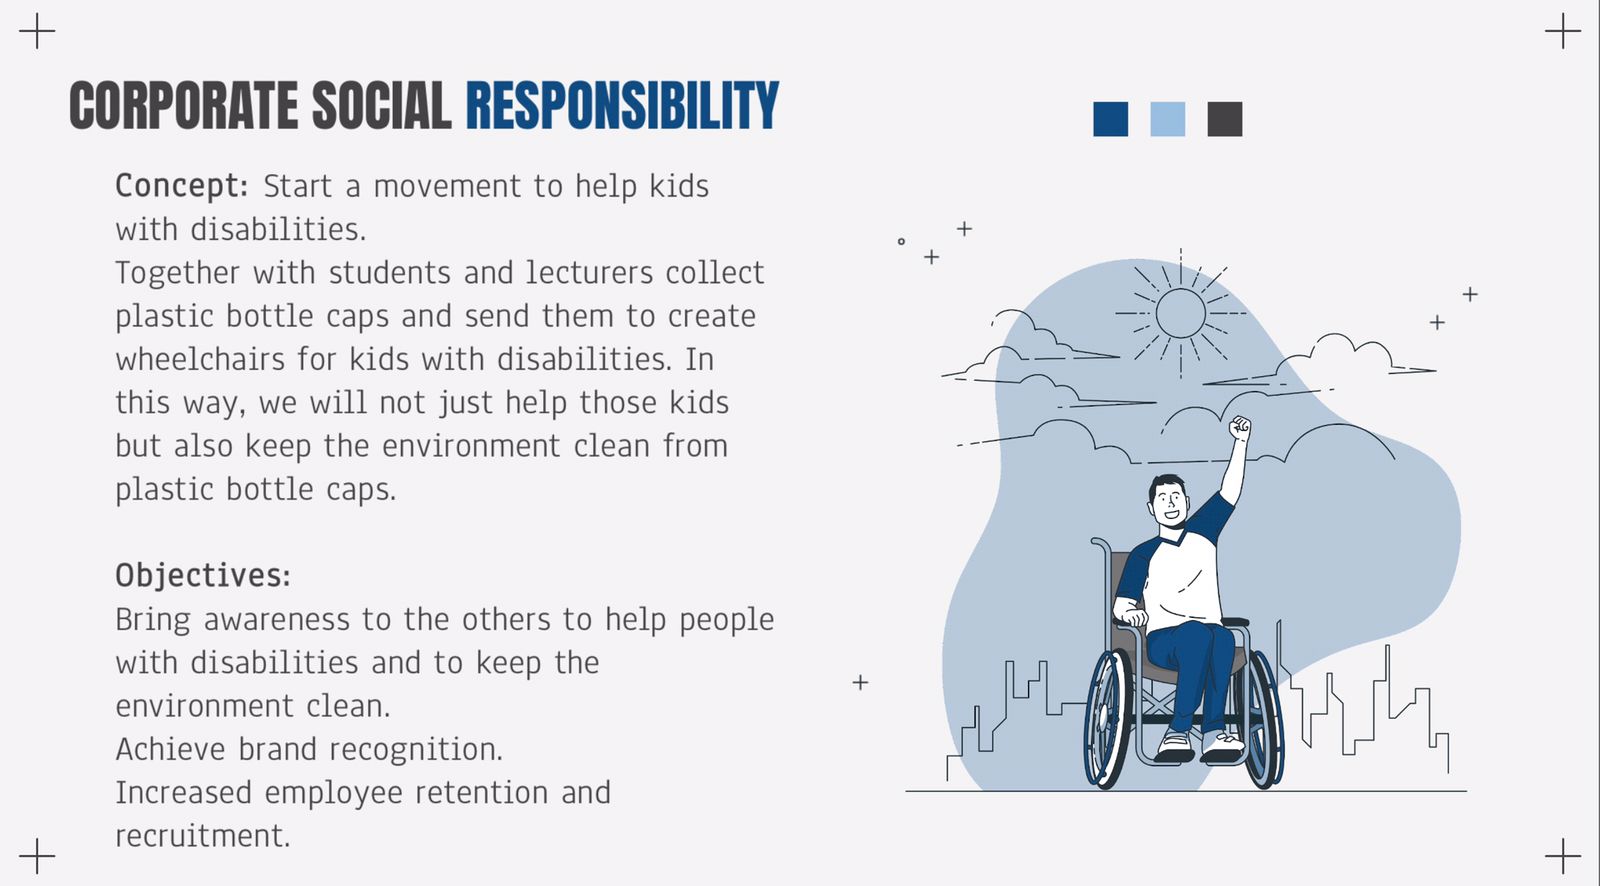 CORPORATE SOCIAL RESPONSIBILITY
Concept: Start a movement to help kids
with disabilities.
Together with students and lecturers collect
plastic bottle caps and send them to create
wheelchairs for kids with disabilities. In
this way, we will not just help those kids
but also keep the environment clean from
plastic bottle caps.
Objectives:
Bring awareness to the others to help people
with disabilities and to keep the
environment clean.
Achieve brand recognition.
Increased employee retention and
recruitment.